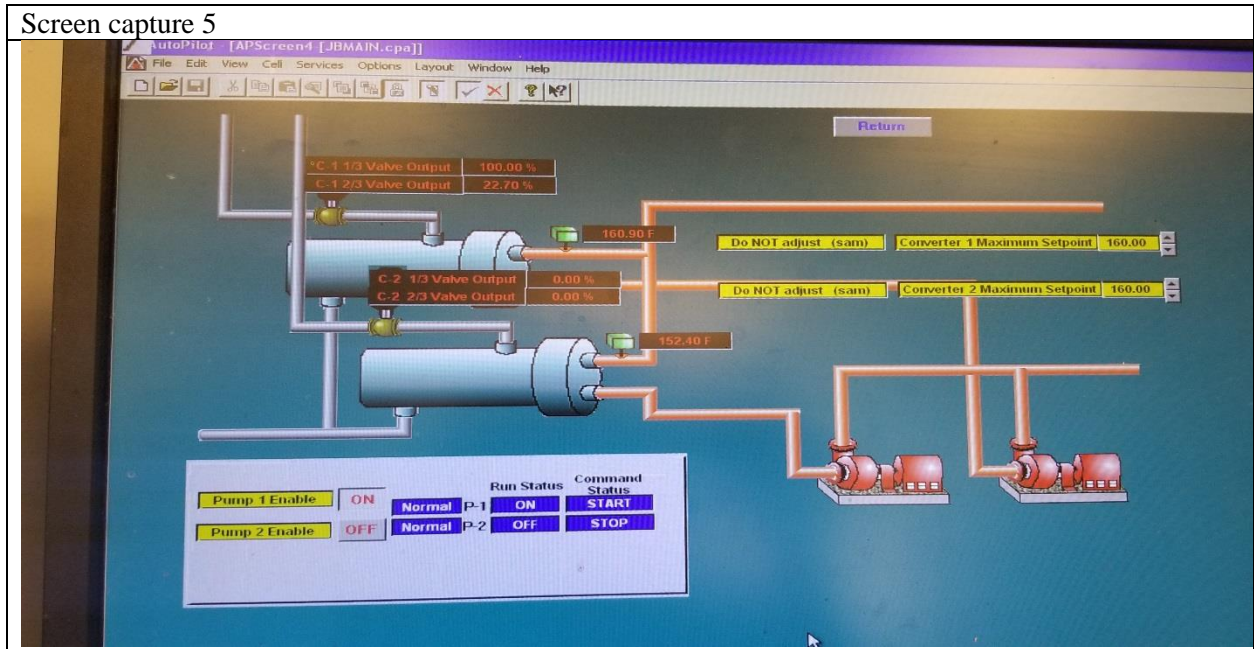 Screen capture 5
AutoPilot - [APScreen4-[JBMAIN.cpa]]
File Edit View Cell Services Options Layout Window Help
Return
*C-1 1/3 Valve Output 100.00 %
C-1 2/3 Valve Output 22.70 %
160.90 F
Do NOT adjust (sam) Converter 1 Maximum Setpoint 160.00
C-2 1/3 Valve Output 0.00 %
C-2 2/3 Valve Output 0.00 %
Do NOT adjust (sam) Converter 2 Maximum Setpoint 160.00
152.40 F
Run Status Command Status
Pump 1 Enable ON Normal P-1 ON START
Pump 2 Enable OFF Normal P-2 OFF STOP